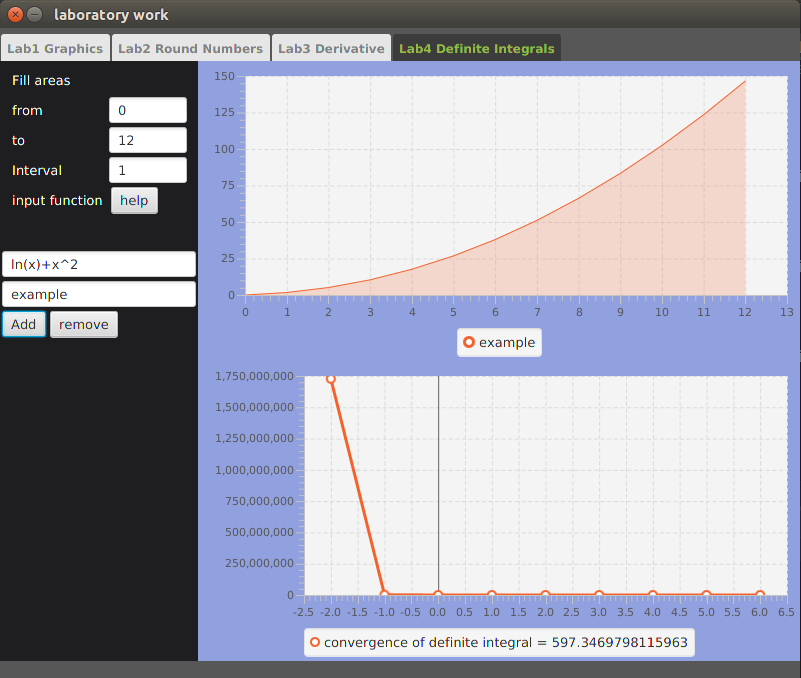 laboratory work
Lab1 Graphics Lab2 Round Numbers Lab3 Derivative Lab4 Definite Integrals
Fill areas
from 0
to 12
Interval 1
input function help
ln(x)+x^2
example
Add remove
150
125
100
75
50
25
0
0 1 2 3 4 5 6 7 8 9 10 11 12 13
example
1,750,000,000
1,500,000,000
1,250,000,000
1,000,000,000
750,000,000
500,000,000
250,000,000
0
-2.5 -2.0 -1.5 -1.0 -0.5 0.0 0.5 1.0 1.5 2.0 2.5 3.0 3.5 4.0 4.5 5.0 5.5 6.0 6.5
convergence of definite integral = 597.3469798115963